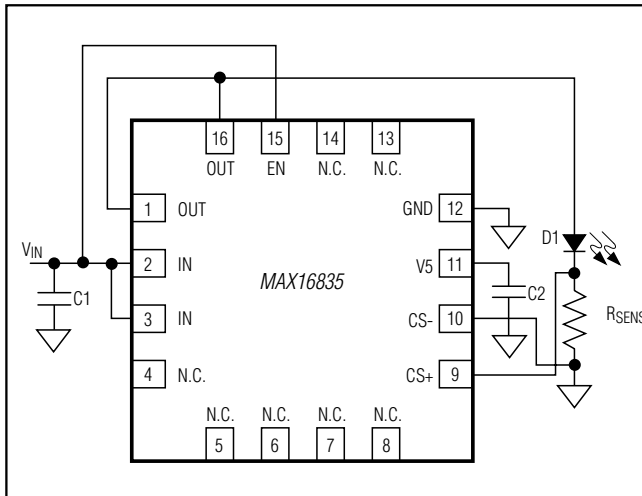 16 15 14 13
OUT EN N.C. N.C.
1 OUT
GND 12
D1
VIN
2 IN
V5 11
MAX16835
C1
C2
3 IN
CS- 10
RSENS
4 N.C.
CS+ 9
N.C. N.C. N.C. N.C.
5 6 7 8